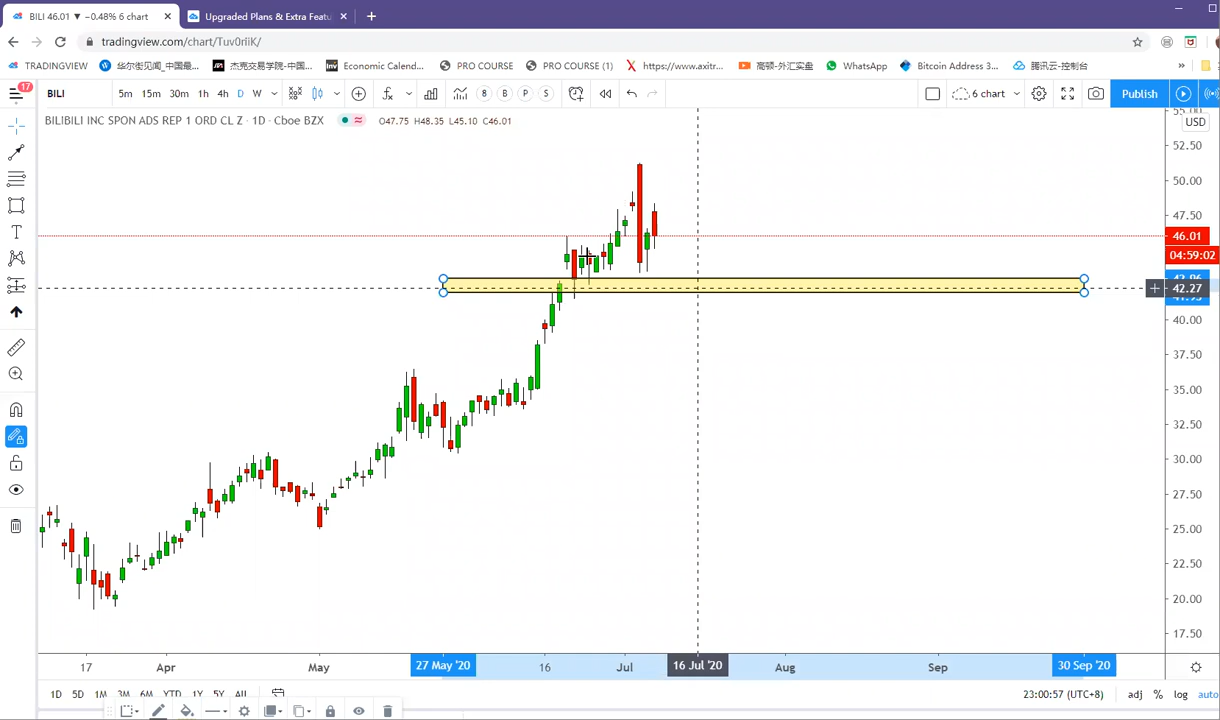 BILI 46.01 ▼ −0.48% 6 chart
Upgraded Plans & Extra Featu
tradingview.com/chart/Tuv0riiK/
TRADINGVIEW 华尔街见闻_中国最... 杰克交易学院-中国... Economic Calend... PRO COURSE PRO COURSE (1) https://www.axitr... 高顿-外汇实盘 WhatsApp Bitcoin Address 3... 腾讯云-控制台 »
17 BILI 5m 15m 30m 1h 4h D W 8 B P S 6 chart Publish
BILIBILI INC SPON ADS REP 1 ORD CL Z · 1D · Cboe BZX O47.75 H48.35 L45.10 C46.01
USD
52.50
50.00
47.50
46.01
04:59:02
42.27
40.00
37.50
35.00
32.50
30.00
27.50
25.00
22.50
20.00
17.50
17 Apr May 27 May '20 16 Jul 16 Jul '20 Aug Sep 30 Sep '20
1D 5D 1M 3M 6M YTD 1Y 5Y All 23:00:57 (UTC+8) adj % log auto